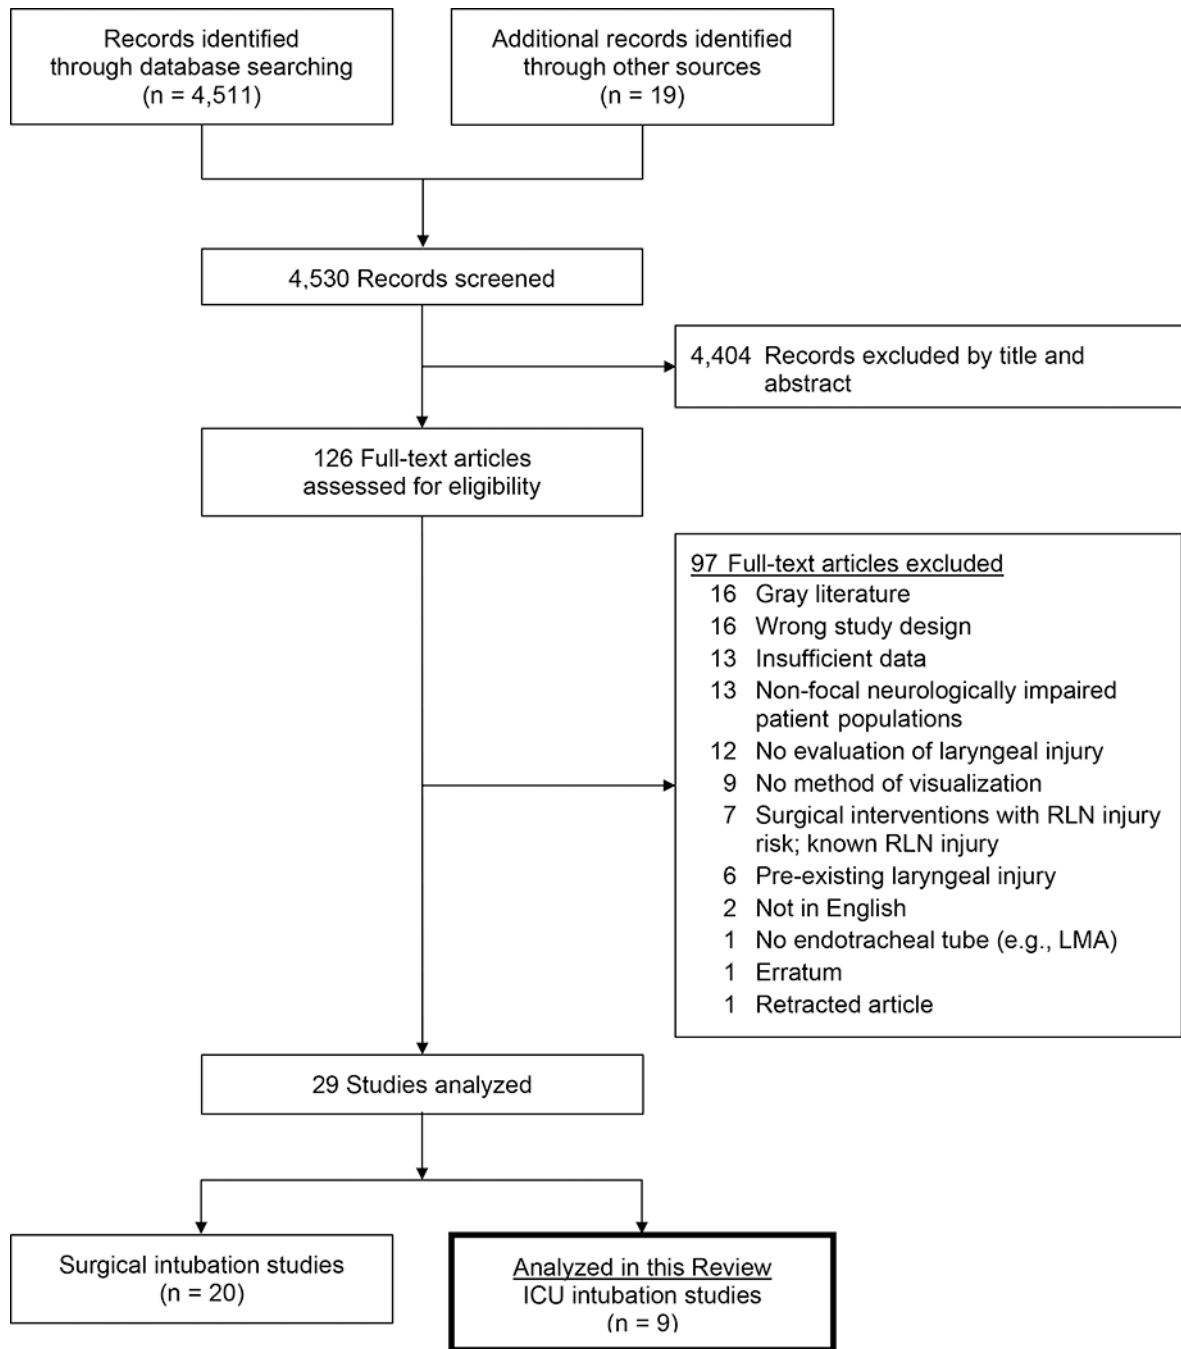 Records identified
through database searching
(n = 4,511)
Additional records identified
through other sources
(n = 19)
4,530 Records screened
4,404 Records excluded by title and
abstract
126 Full-text articles
assessed for eligibility
97 Full-text articles excluded
16 Gray literature
16 Wrong study design
13 Insufficient data
13 Non-focal neurologically impaired
patient populations
12 No evaluation of laryngeal injury
9 No method of visualization
7 Surgical interventions with RLN injury
risk; known RLN injury
6 Pre-existing laryngeal injury
2 Not in English
1 No endotracheal tube (e.g., LMA)
1 Erratum
1 Retracted article
29 Studies analyzed
Surgical intubation studies
(n = 20)
Analyzed in this Review
ICU intubation studies
(n = 9)